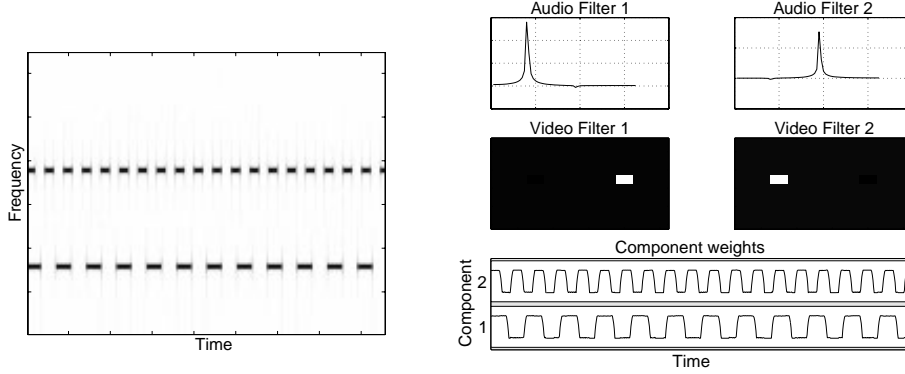 Frequency
Time
Audio Filter 1
Audio Filter 2
Video Filter 1
Video Filter 2
Component weights
Component
2
1
Time